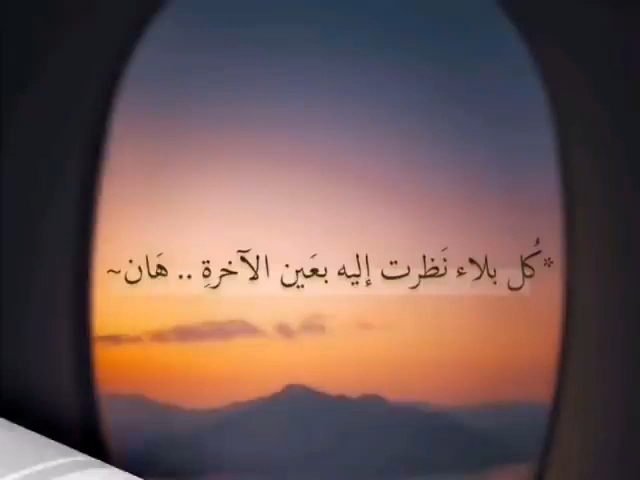 *كُل بلاء نَظرت إليه بعَين الآخرةِ .. هَان~